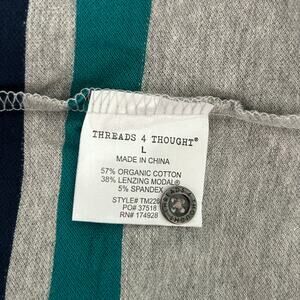 THREADS 4 THOUGHT®
L
MADE IN CHINA
57% ORGANIC COTTON
38% LENZING MODAL®
5% SPANDEX
STYLE# TM226
PO# 37518
RN# 174928